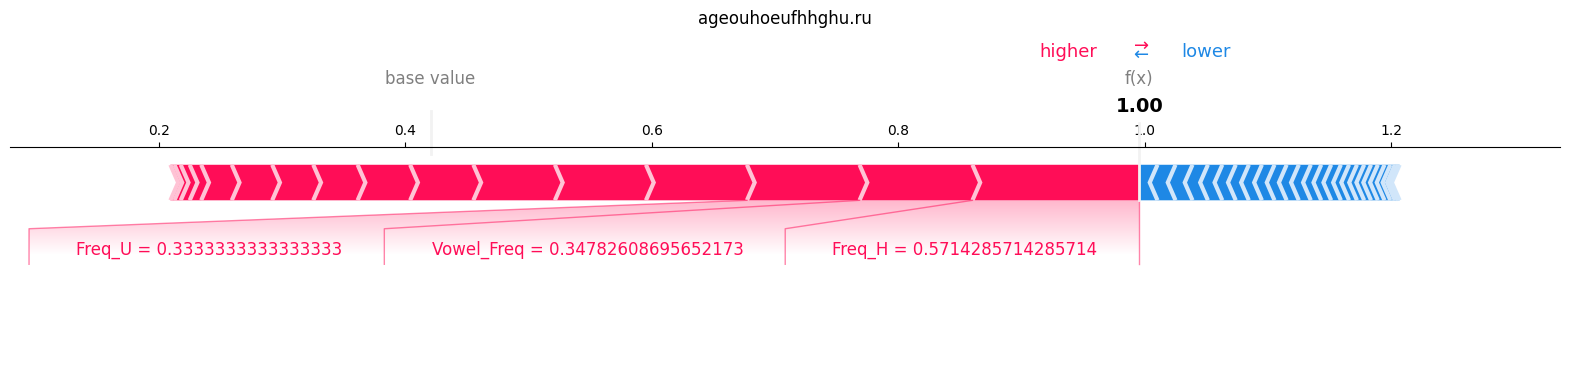 ageouhoeufhhghu.ru
higher ⇄ lower
base value f(x)
1.00
0.2 0.4 0.6 0.8 1.0 1.2
Freq_U = 0.3333333333333333 Vowel_Freq = 0.34782608695652173 Freq_H = 0.5714285714285714